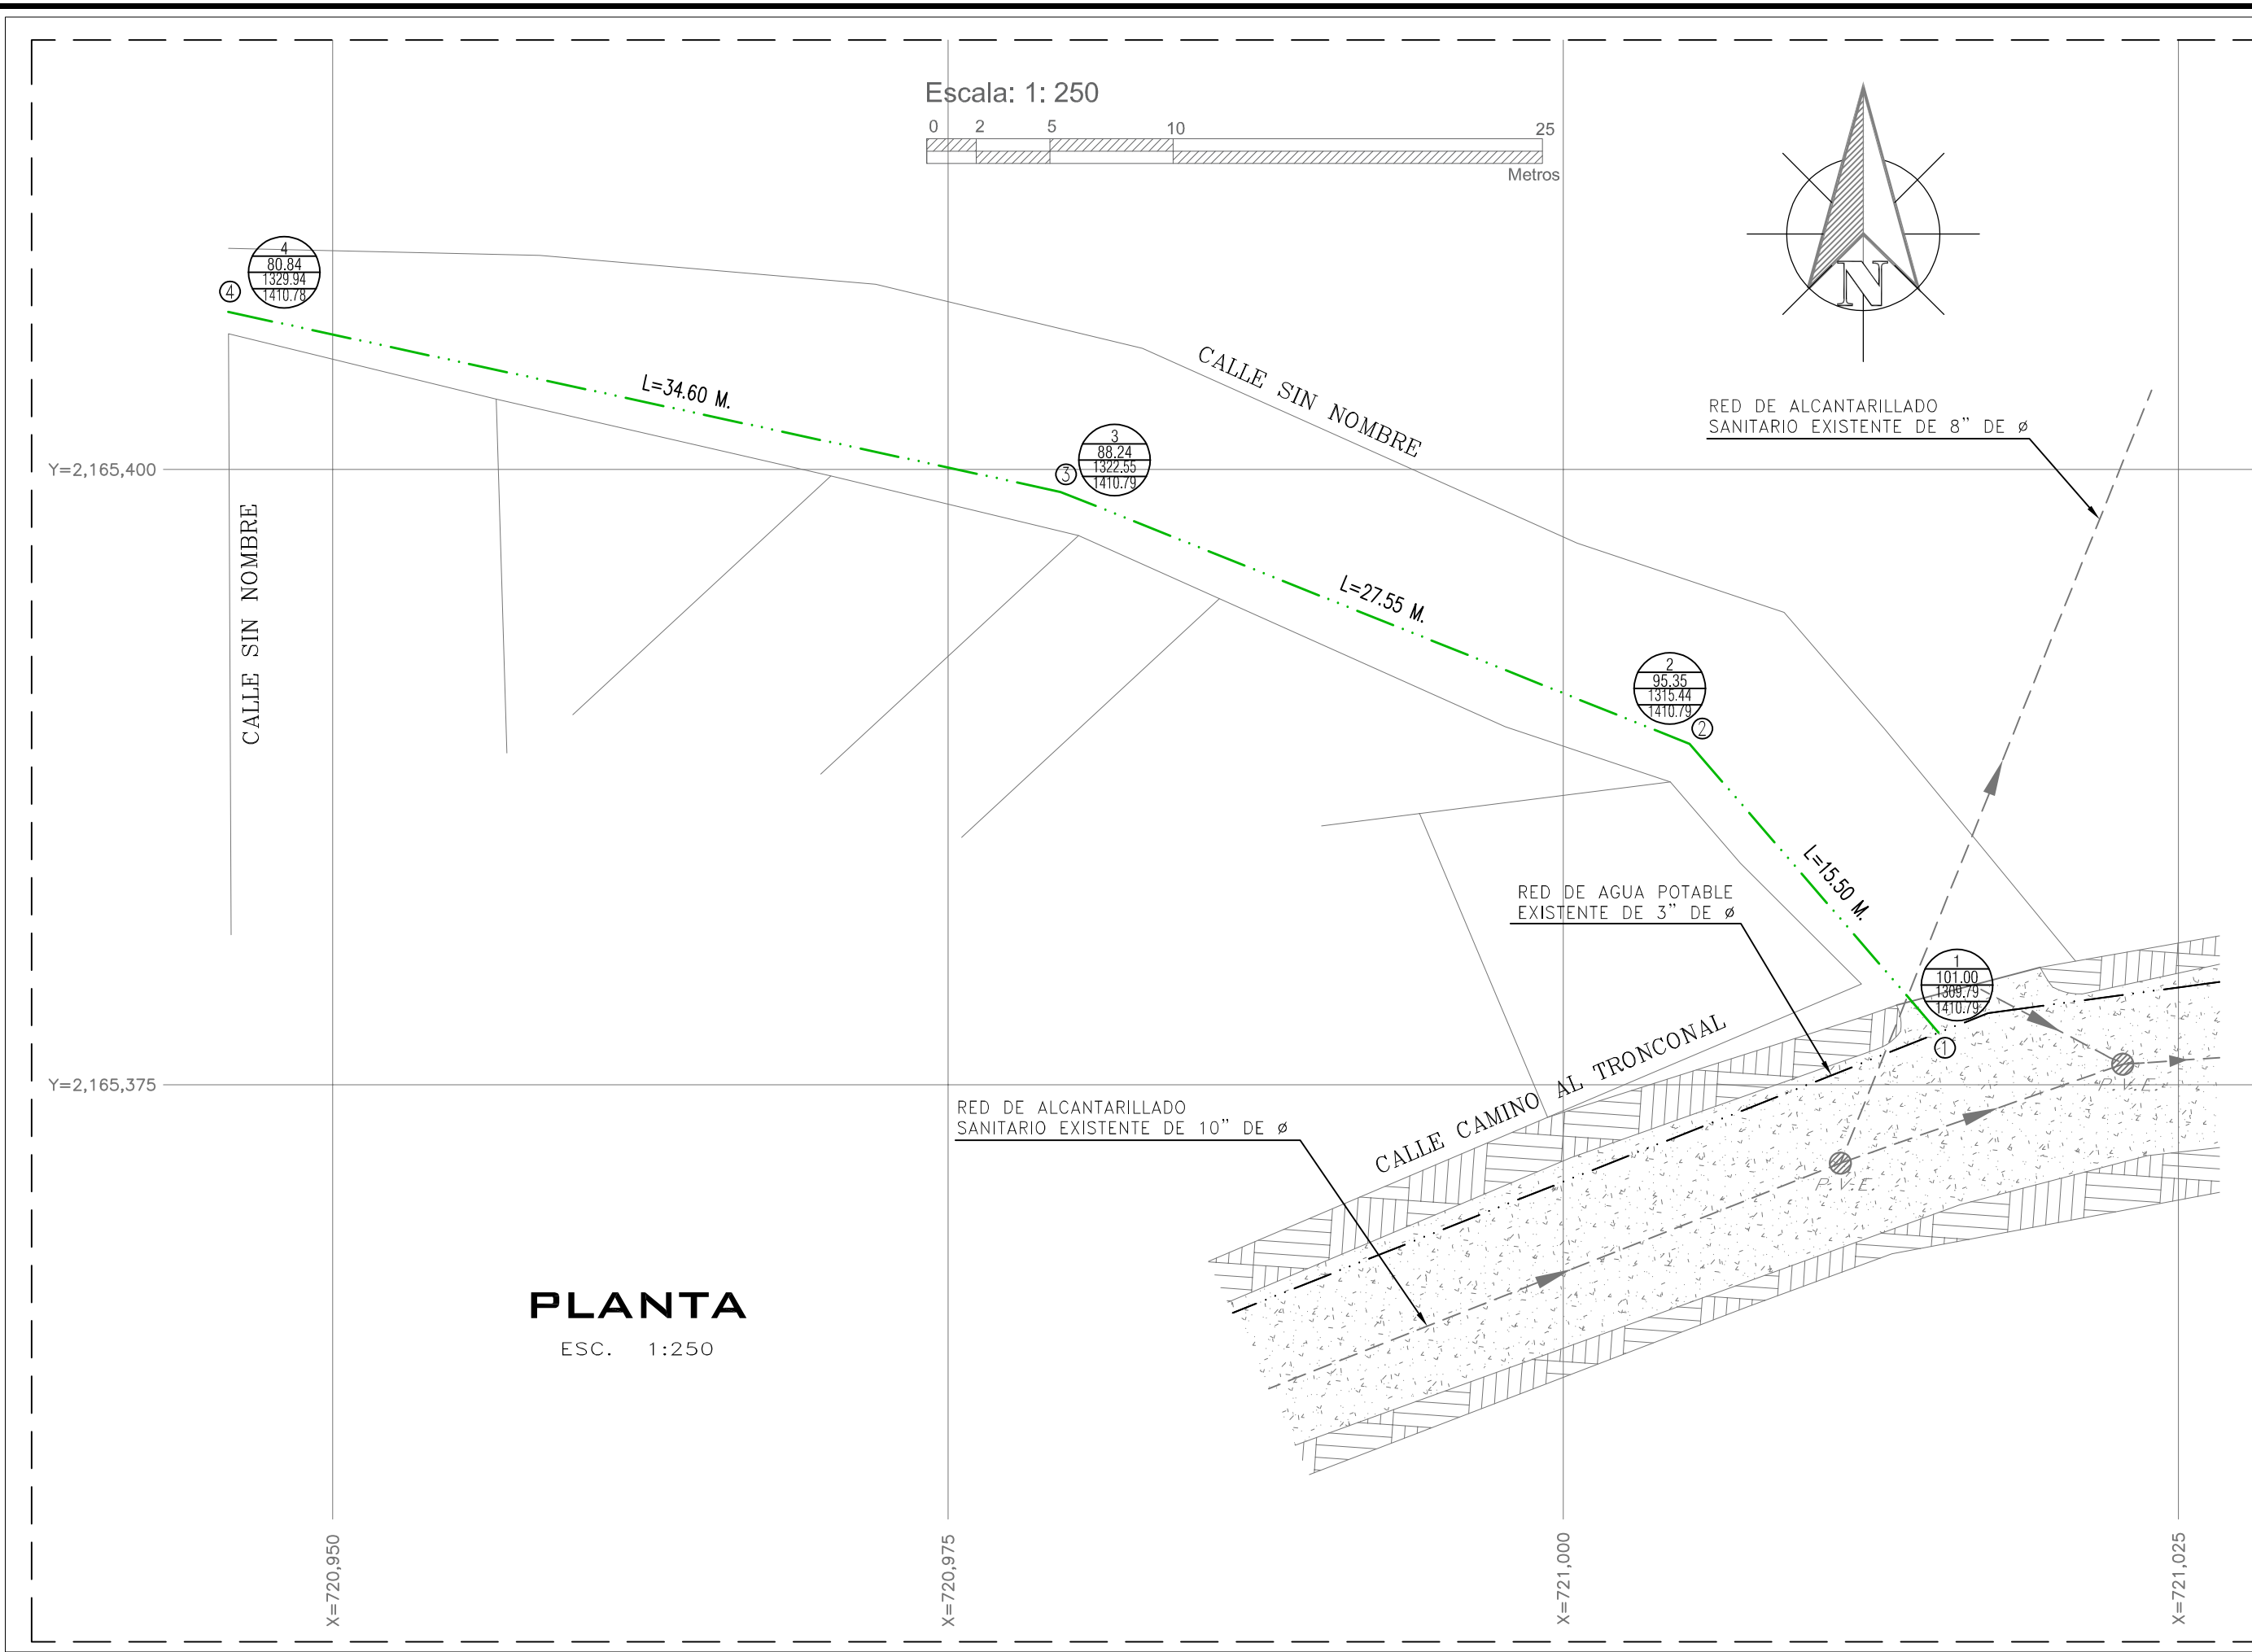 Escala: 1: 250
0 2 5 10 25
Metros
N
4
80.84
1329.94
1410.78
4
L=34.60 M.
CALLE SIN NOMBRE
RED DE ALCANTARILLADO
SANITARIO EXISTENTE DE 8" DE ø
3
88.24
1322.55
1410.79
3
Y=2,165,400
CALLE SIN NOMBRE
L=27.55 M.
2
95.35
1315.44
1410.79
2
L=15.50 M.
RED DE AGUA POTABLE
EXISTENTE DE 3" DE ø
1
101.00
1309.79
1410.79
1
CALLE CAMINO AL TRONCONAL
Y=2,165,375
P.V.E.
RED DE ALCANTARILLADO
SANITARIO EXISTENTE DE 10" DE ø
P.V.E.
PLANTA
ESC. 1:250
X=720,950
X=720,975
X=721,000
X=721,025